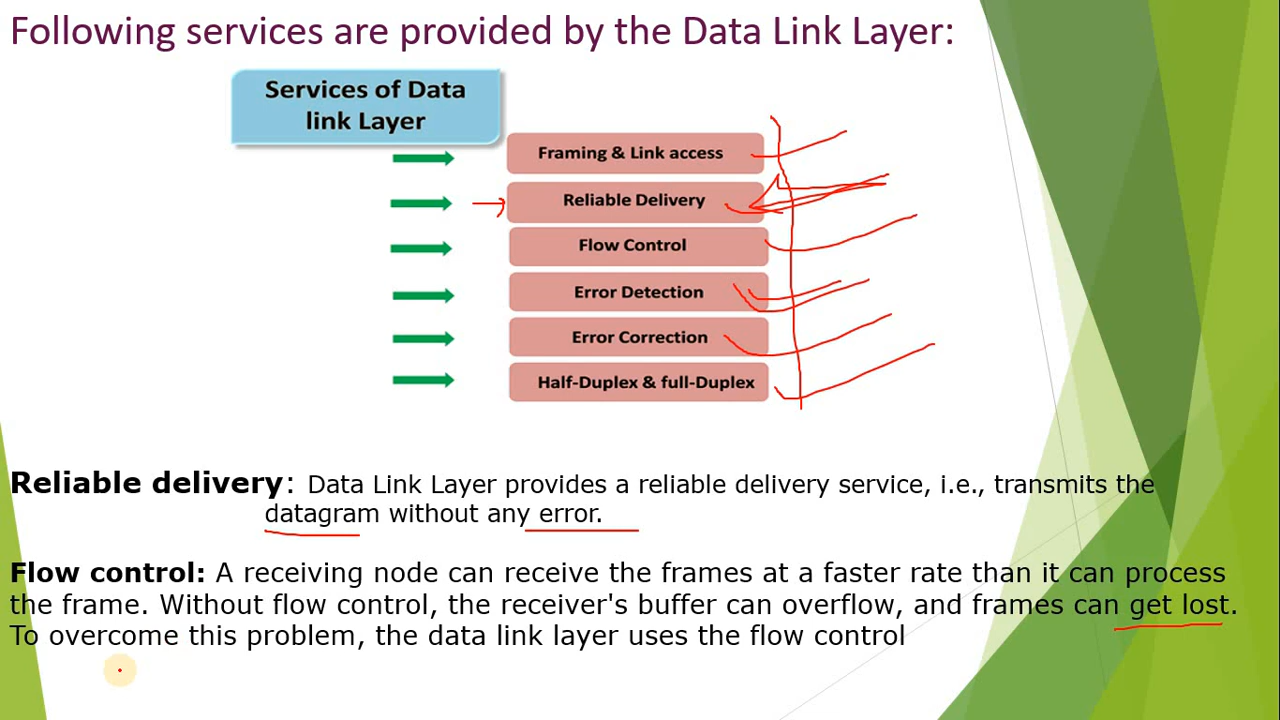 Following services are provided by the Data Link Layer:
Services of Data
link Layer
Framing & Link access
Reliable Delivery
Flow Control
Error Detection
Error Correction
Half-Duplex & full-Duplex
Reliable delivery: Data Link Layer provides a reliable delivery service, i.e., transmits the
datagram without any error.
Flow control: A receiving node can receive the frames at a faster rate than it can process
the frame. Without flow control, the receiver's buffer can overflow, and frames can get lost.
To overcome this problem, the data link layer uses the flow control